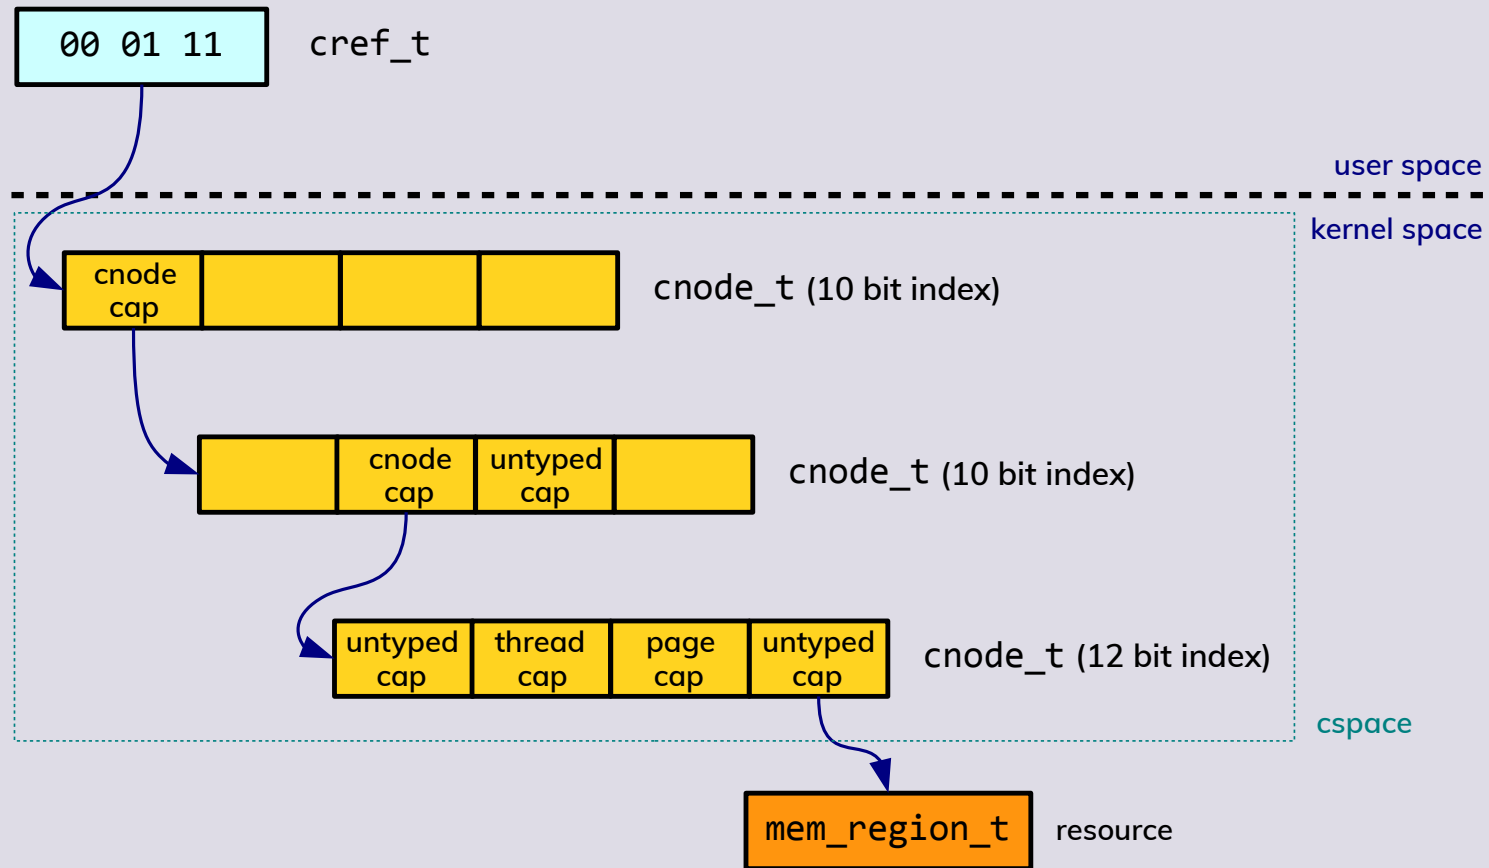 00 01 11 cref_t
user space
kernel space
cnode
cap
cnode_t (10 bit index)
cnode
cap
untyped
cap
cnode_t (10 bit index)
untyped
cap
thread
cap
page
cap
untyped
cap
cnode_t (12 bit index)
cspace
mem_region_t resource